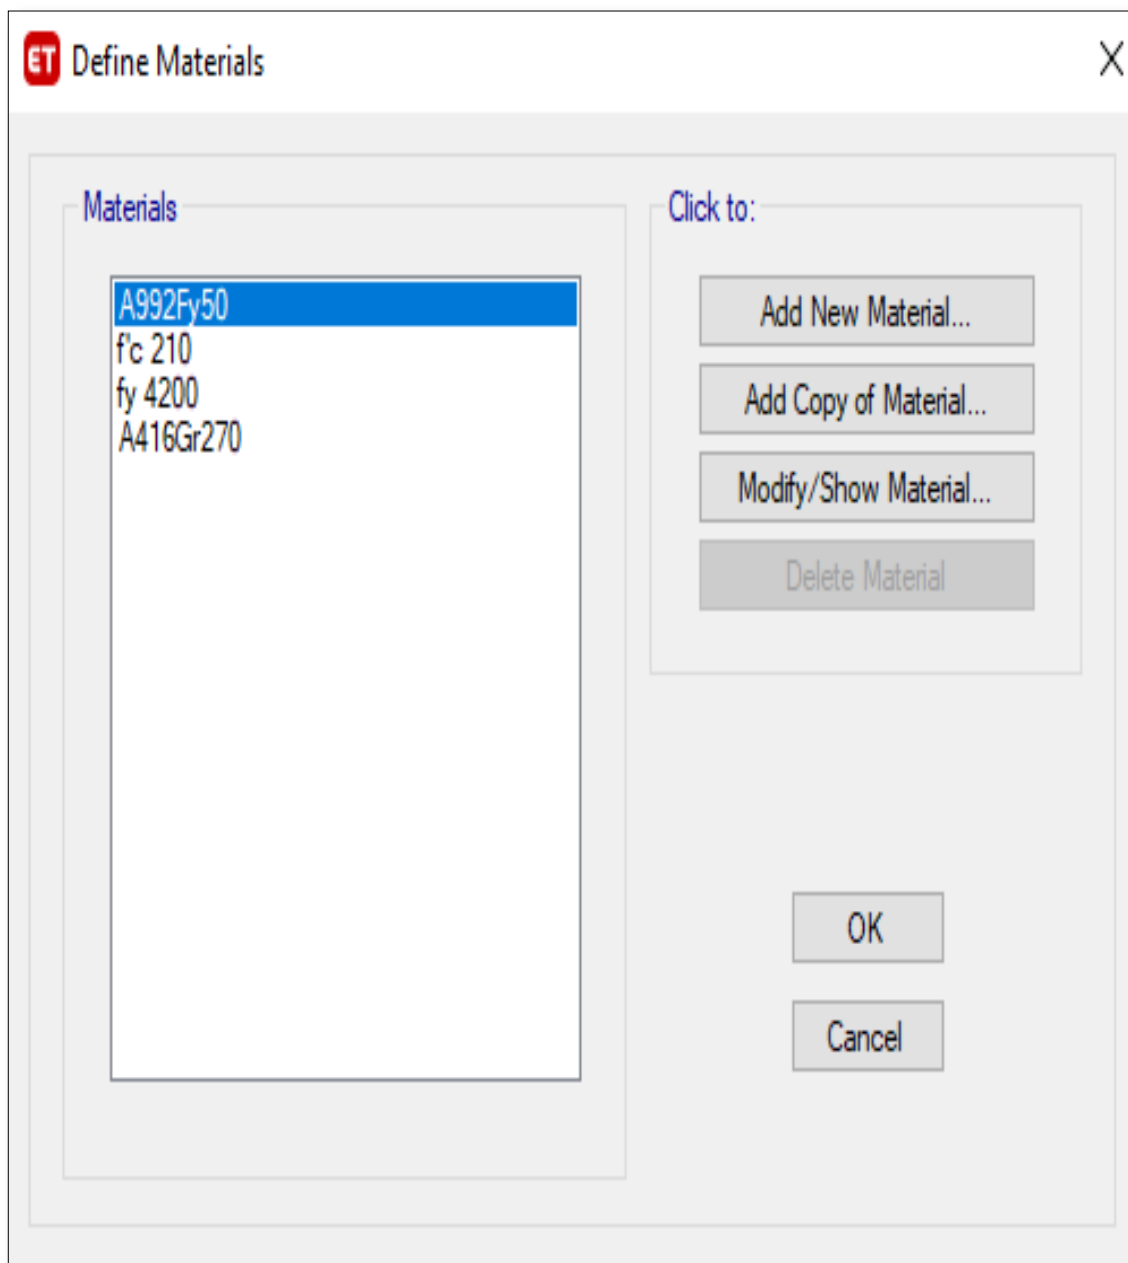 ET Define Materials
Materials
A992Fy50
f'c 210
fy 4200
A416Gr270
Click to:
Add New Material...
Add Copy of Material...
Modify/Show Material...
Delete Material
OK
Cancel